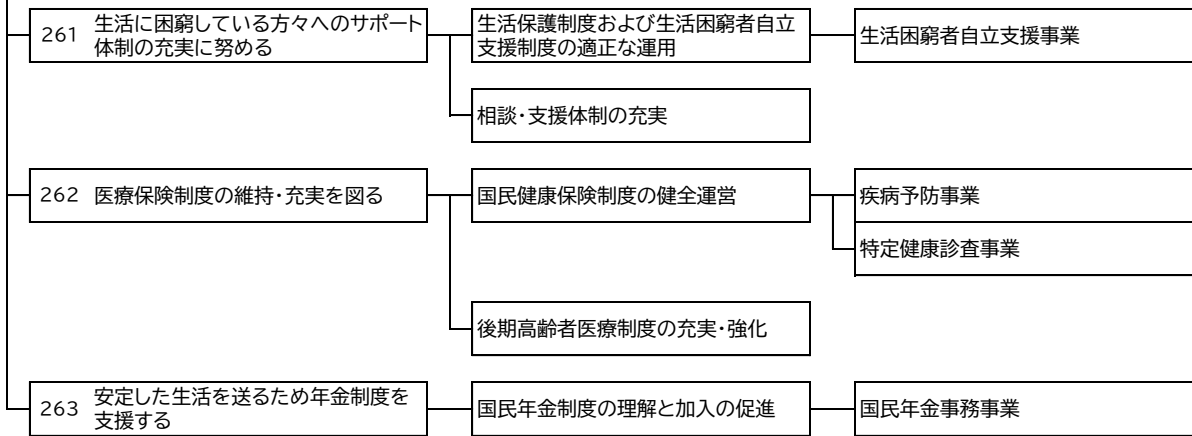 261 生活に困窮している方々へのサポート
体制の充実に努める
生活保護制度および生活困窮者自立
支援制度の適正な運用
生活困窮者自立支援事業
相談・支援体制の充実
262 医療保険制度の維持・充実を図る
国民健康保険制度の健全運営
疾病予防事業
特定健康診査事業
後期高齢者医療制度の充実・強化
263 安定した生活を送るため年金制度を
支援する
国民年金制度の理解と加入の促進
国民年金事務事業